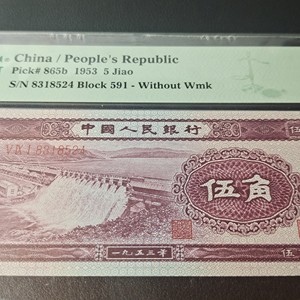 China / People's Republic
Pick# 865b 1953 5 Jiao
S/N 8318524 Block 591 - Without Wmk
中國人民銀行
8318524
伍角
一九五三年
伍